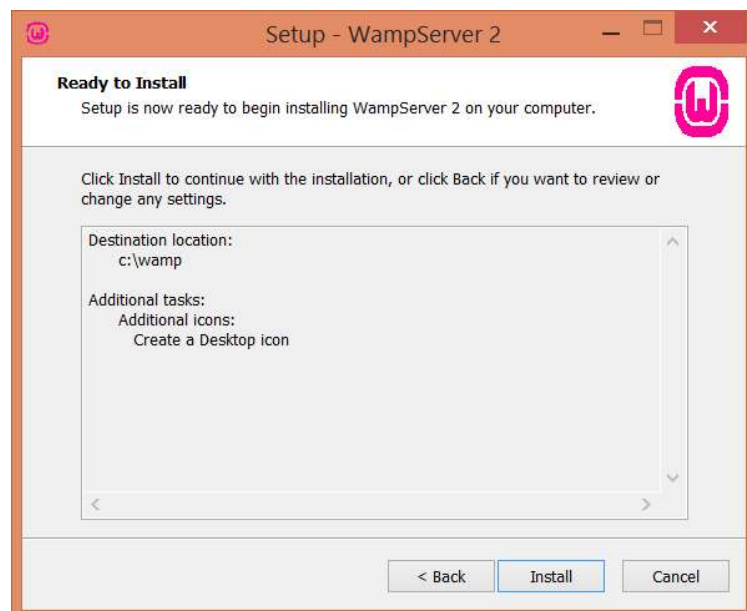 Setup - WampServer 2
Ready to Install
Setup is now ready to begin installing WampServer 2 on your computer.
Click Install to continue with the installation, or click Back if you want to review or
change any settings.
Destination location:
c:\wamp
Additional tasks:
Additional icons:
Create a Desktop icon
< Back
Install
Cancel